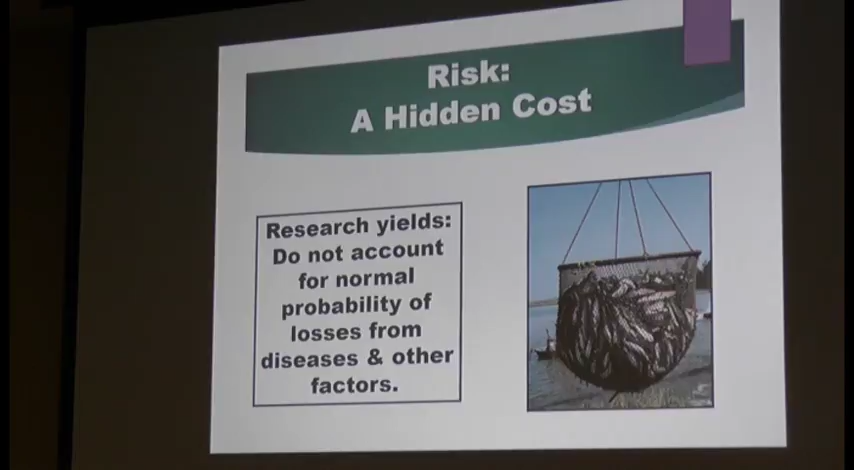 Risk:
A Hidden Cost
Research yields:
Do not account
for normal
probability of
losses from
diseases & other
factors.